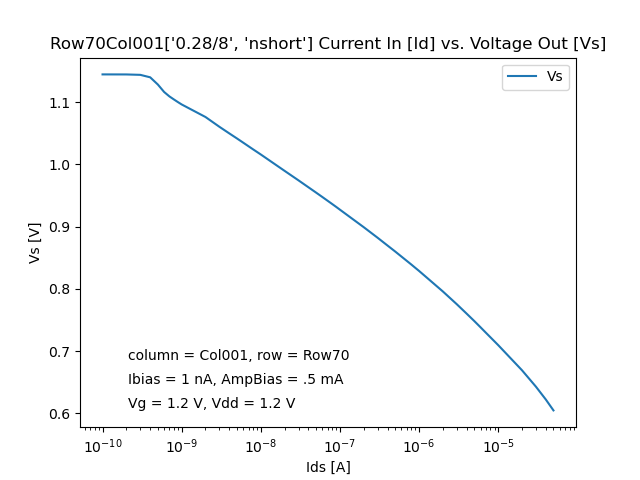 Row70Col001['0.28/8', 'nshort'] Current In [Id] vs. Voltage Out [Vs]
Vs
1.1
1.0
0.9
0.8
0.7
0.6
Vs [V]
column = Col001, row = Row70
Ibias = 1 nA, AmpBias = .5 mA
Vg = 1.2 V, Vdd = 1.2 V
10⁻¹⁰ 10⁻⁹ 10⁻⁸ 10⁻⁷ 10⁻⁶ 10⁻⁵
Ids [A]